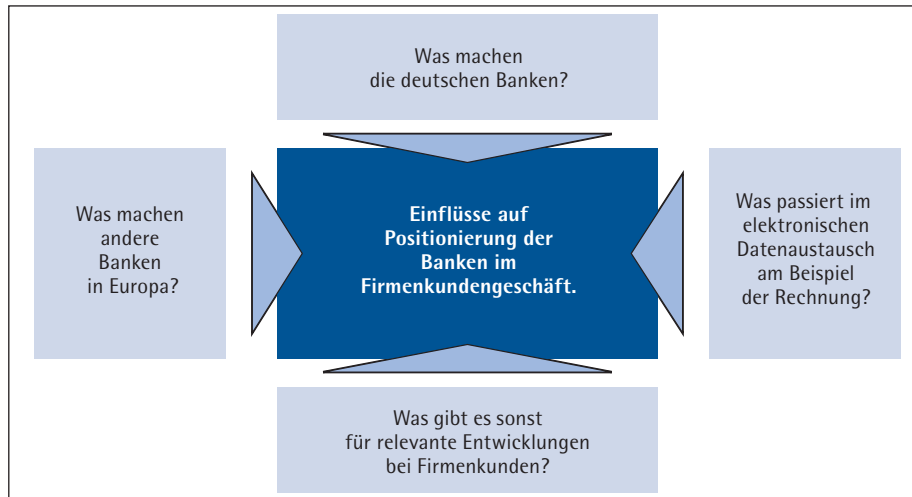 Was machen
die deutschen Banken?
Was machen
andere
Banken
in Europa?
Einflüsse auf
Positionierung der
Banken im
Firmenkundengeschäft.
Was passiert im
elektronischen
Datenaustausch
am Beispiel
der Rechnung?
Was gibt es sonst
für relevante Entwicklungen
bei Firmenkunden?